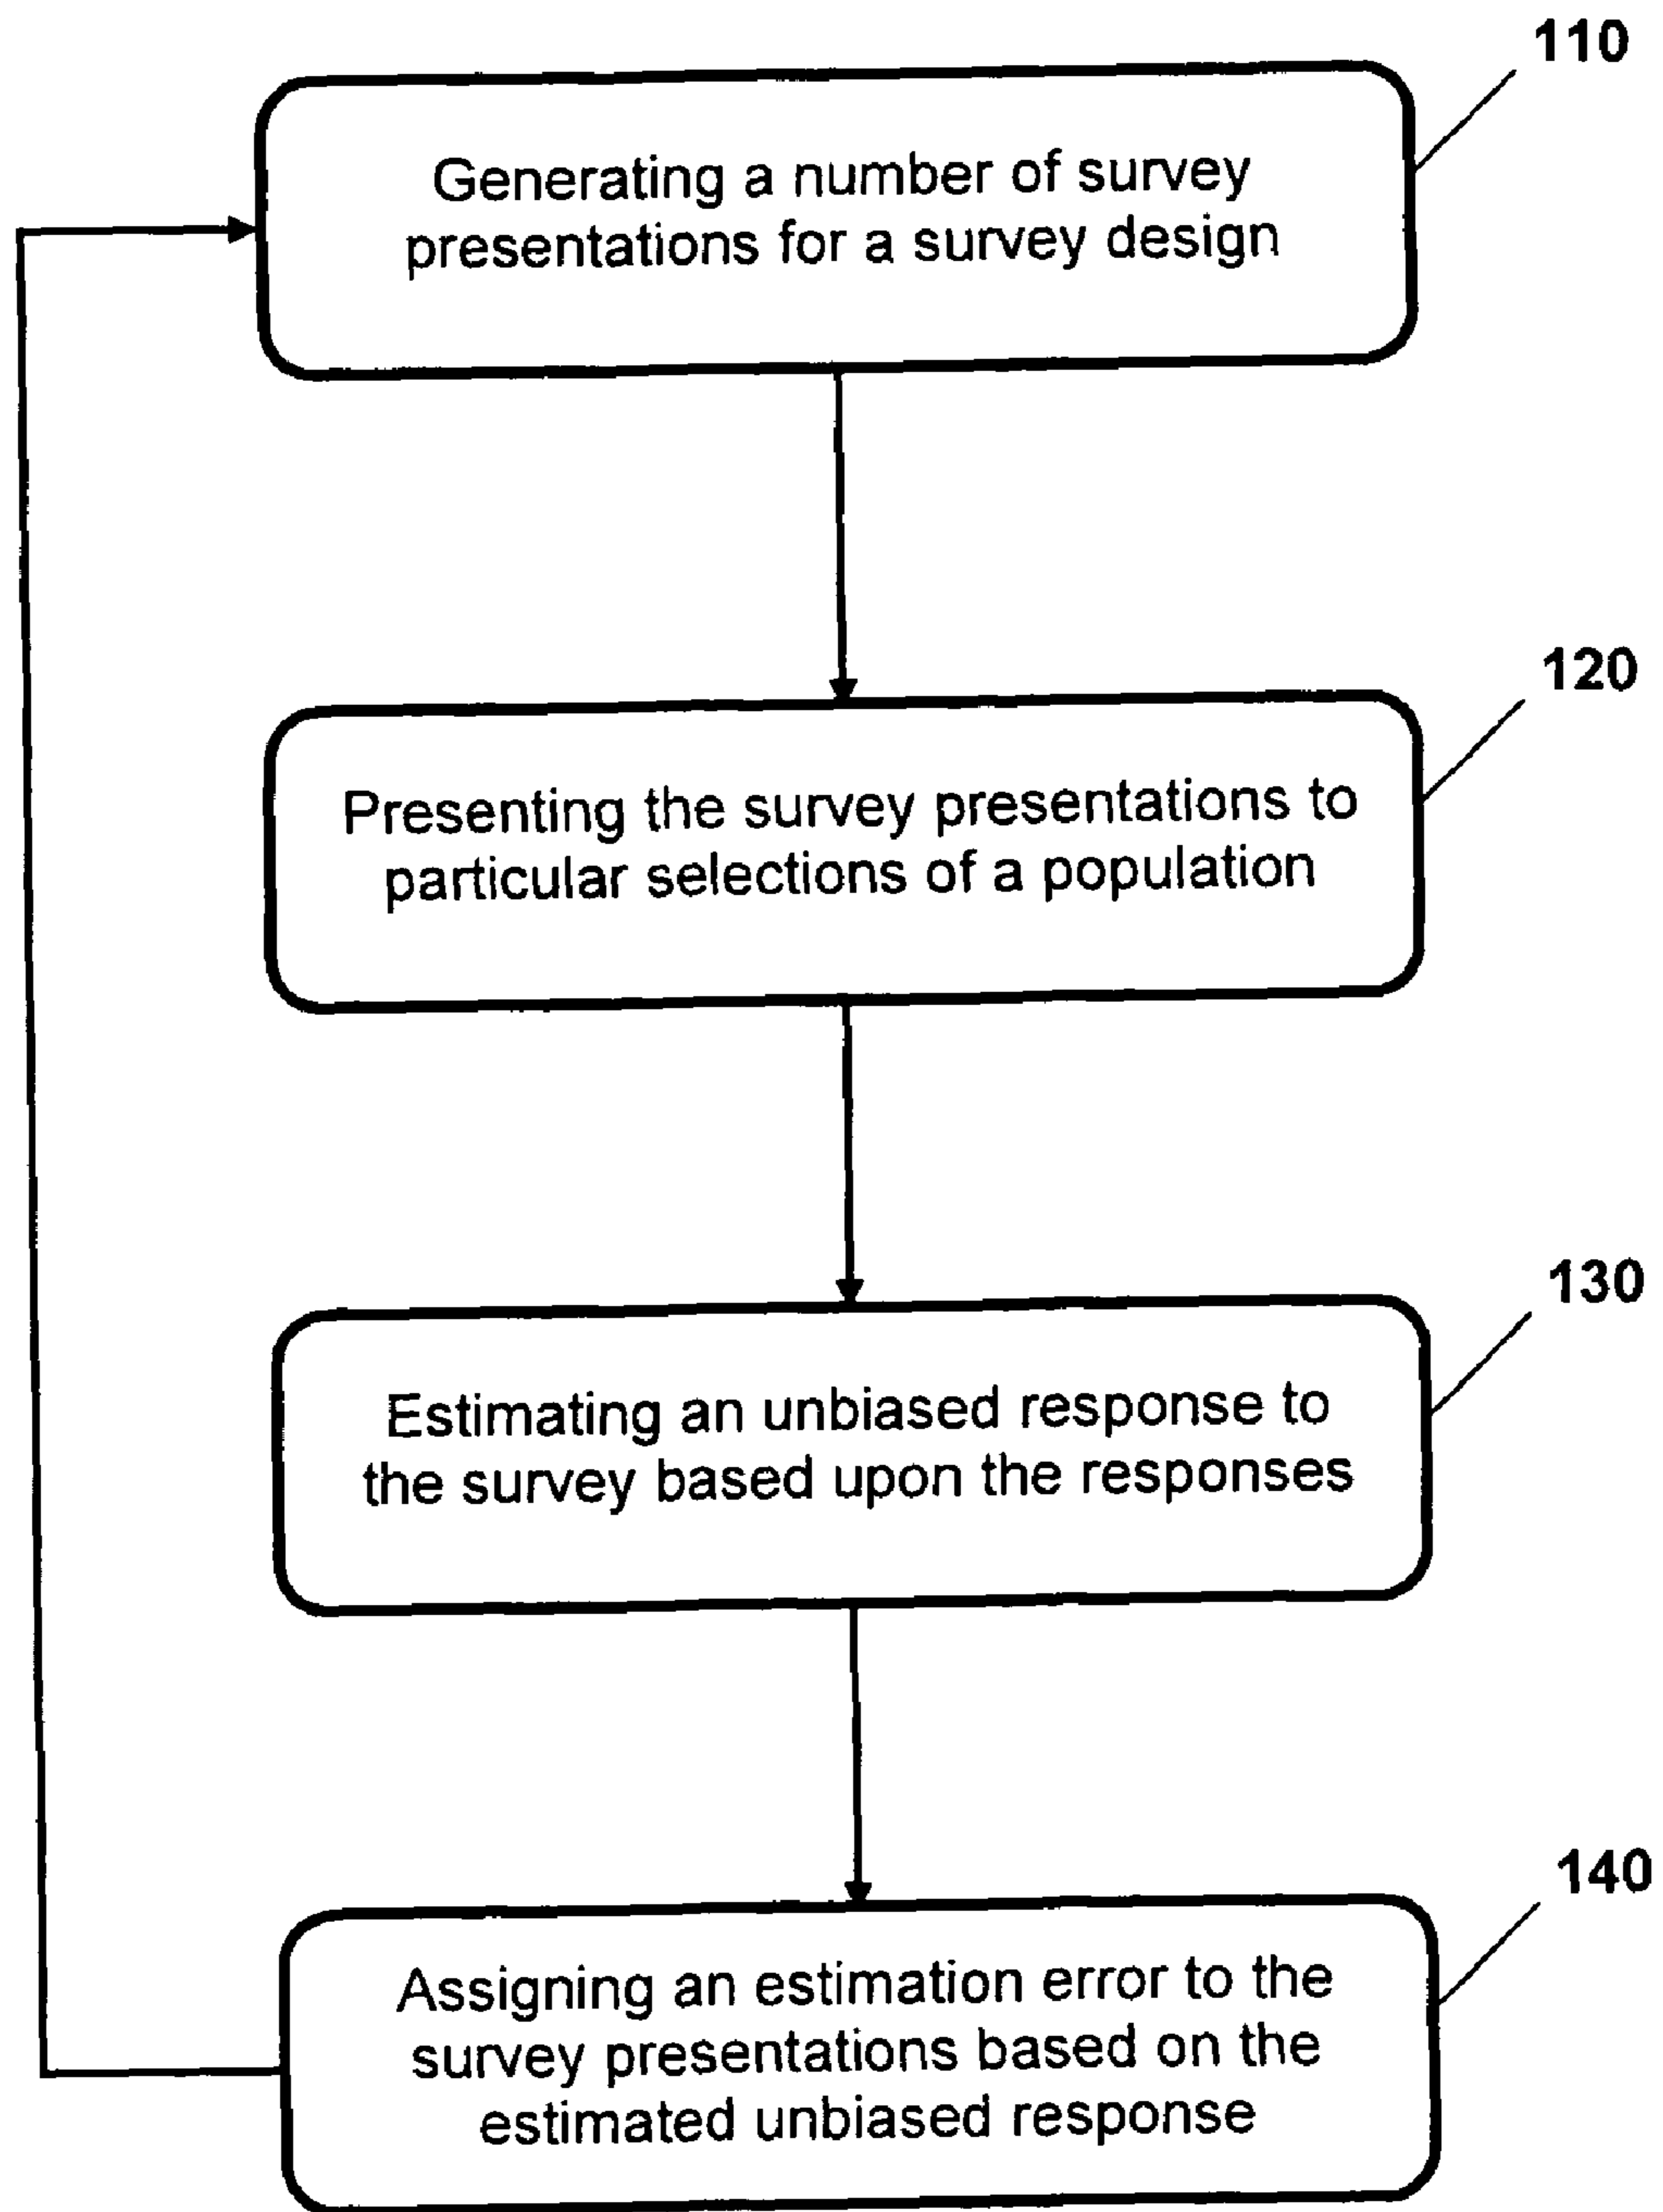 110
Generating a number of survey
presentations for a survey design
120
Presenting the survey presentations to
particular selections of a population
130
Estimating an unbiased response to
the survey based upon the responses
140
Assigning an estimation error to the
survey presentations based on the
estimated unbiased response